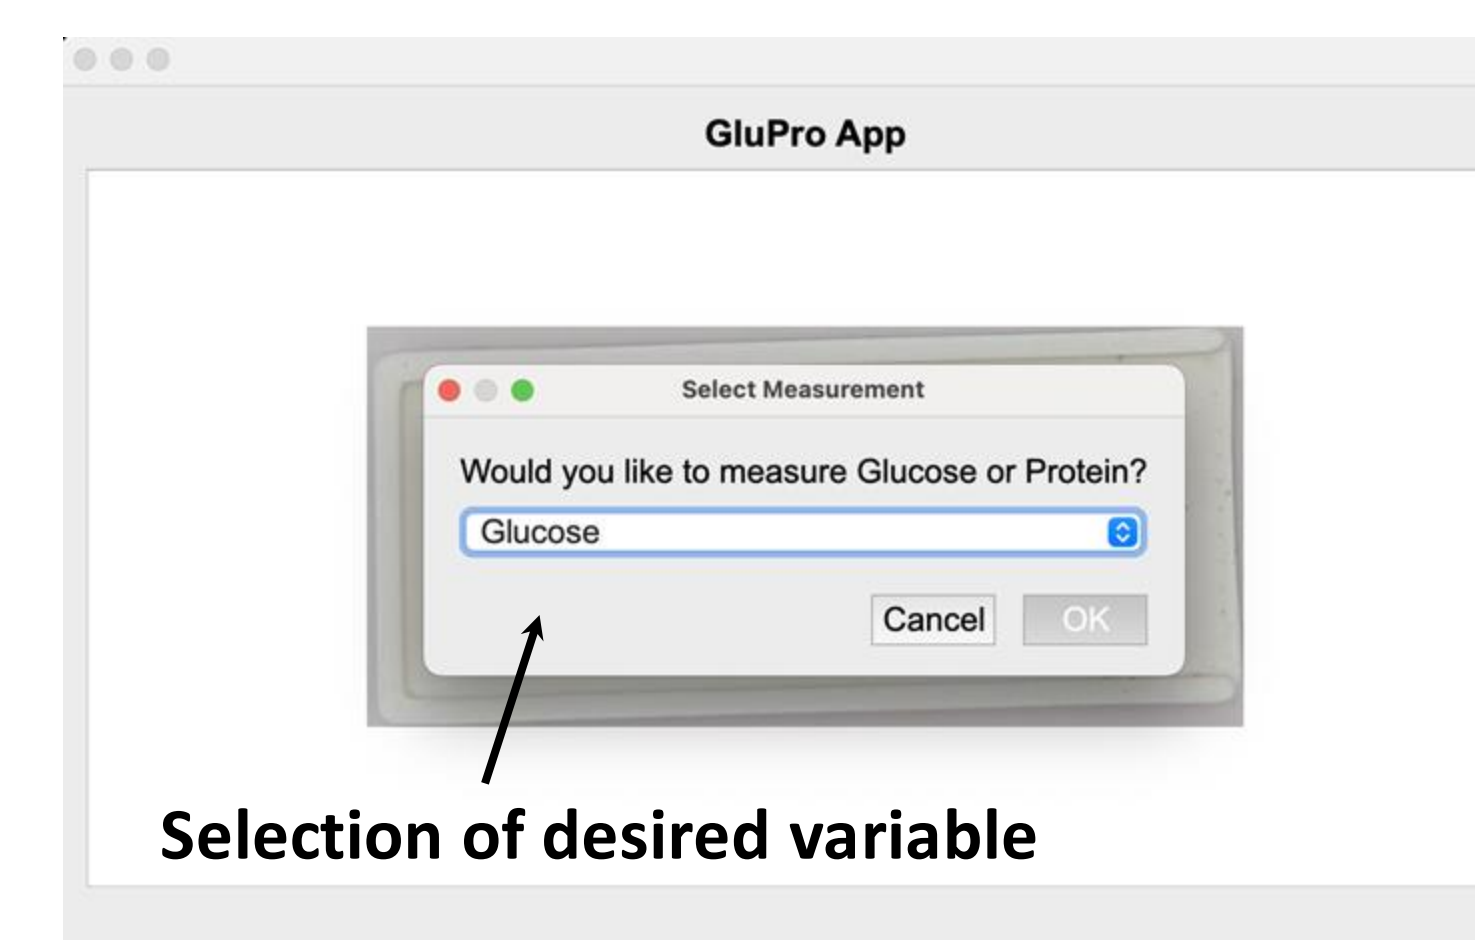 GluPro App
Select Measurement
Would you like to measure Glucose or Protein?
Glucose
Cancel
OK
Selection of desired variable